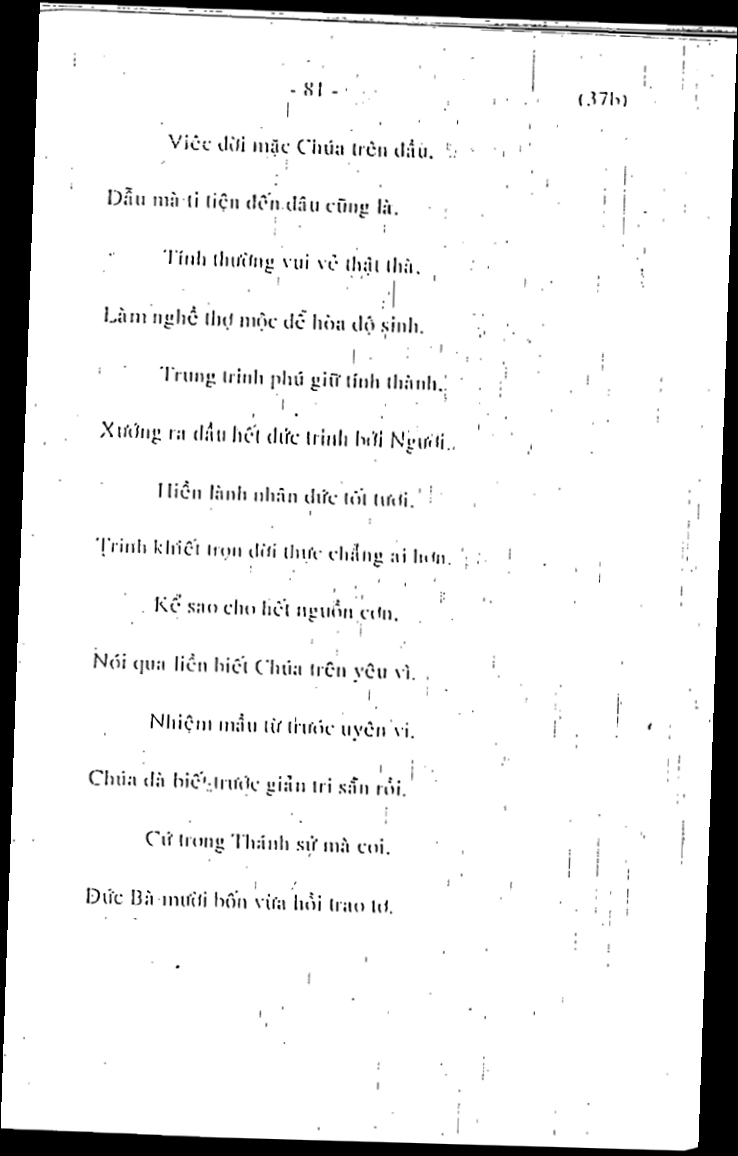 - 81 -
(37b)
Viêc đời mặc Chúa trên đầu.
Dẫu mà ti tiện đến đâu cũng là.
Tính thường vui vẻ thật thà.
Làm nghề thợ mộc để hòa độ sinh.
Trung trinh phú giữ tính thành.
Xướng ra đầu hết đức trinh bởi Người.
Hiền lành nhân đức tốt tươi.
Trinh khiết trọn đời thực chẳng ai hơn.
Kể sao cho hết nguồn cơn.
Nói qua liền biết Chúa trên yêu vì.
Nhiệm mầu từ trước uyên vi.
Chúa đà biết trước giản tri sẵn rồi.
Cứ trong Thánh sử mà coi.
Đức Bà mười bốn vừa hồi trao tơ.